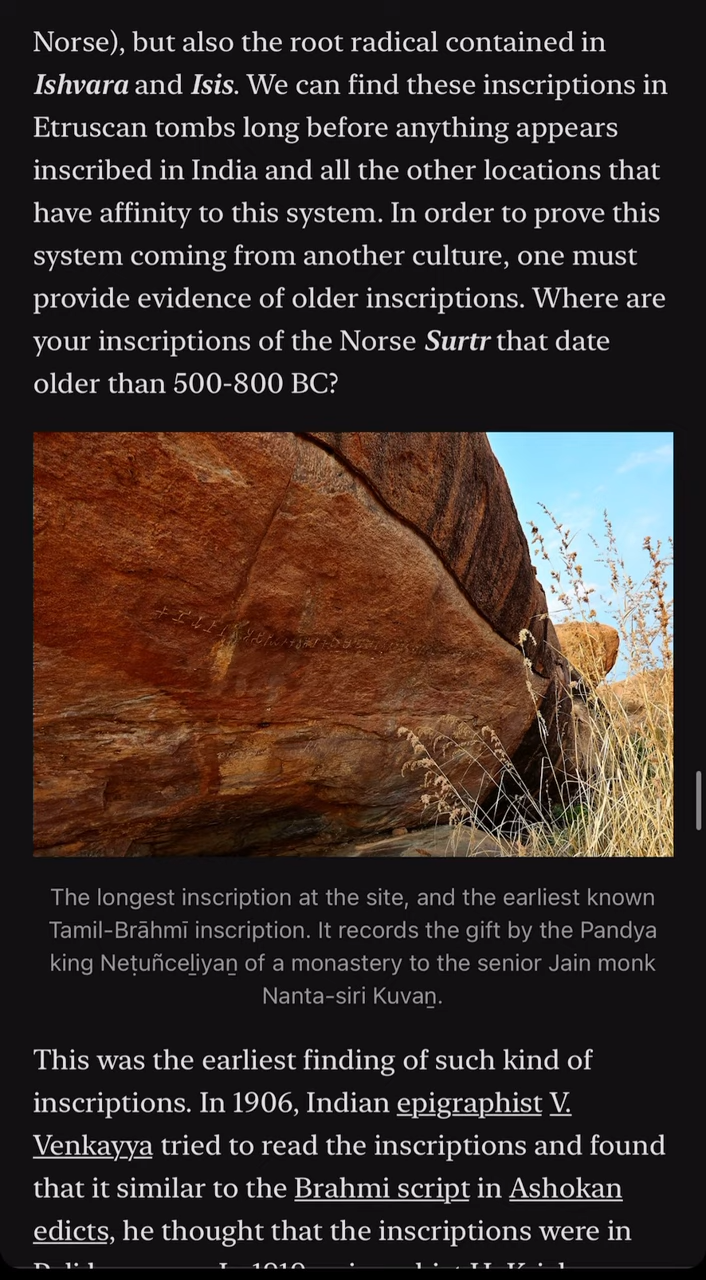 Norse), but also the root radical contained in
Ishvara and Isis. We can find these inscriptions in
Etruscan tombs long before anything appears
inscribed in India and all the other locations that
have affinity to this system. In order to prove this
system coming from another culture, one must
provide evidence of older inscriptions. Where are
your inscriptions of the Norse Surtr that date
older than 500-800 BC?
The longest inscription at the site, and the earliest known
Tamil-Brāhmī inscription. It records the gift by the Pandya
king Neṭuñceḻiyaṉ of a monastery to the senior Jain monk
Nanta-siri Kuvaṉ.
This was the earliest finding of such kind of
inscriptions. In 1906, Indian epigraphist V.
Venkayya tried to read the inscriptions and found
that it similar to the Brahmi script in Ashokan
edicts, he thought that the inscriptions were in